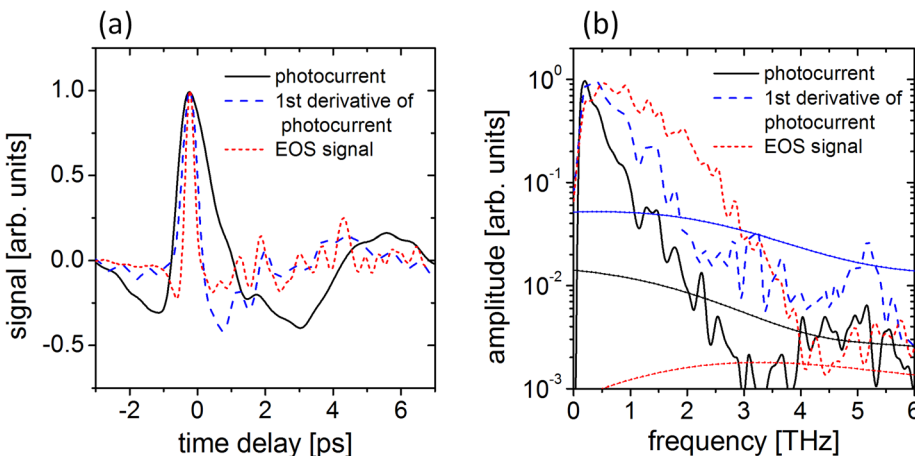 (a)
photocurrent
1st derivative of
photocurrent
EOS signal
signal [arb. units]
1.0
0.5
0.0
-0.5
-2
0
2
4
6
time delay [ps]
(b)
photocurrent
1st derivative of
photocurrent
EOS signal
amplitude [arb. units]
10^0
10^-1
10^-2
10^-3
0
1
2
3
4
5
6
frequency [THz]